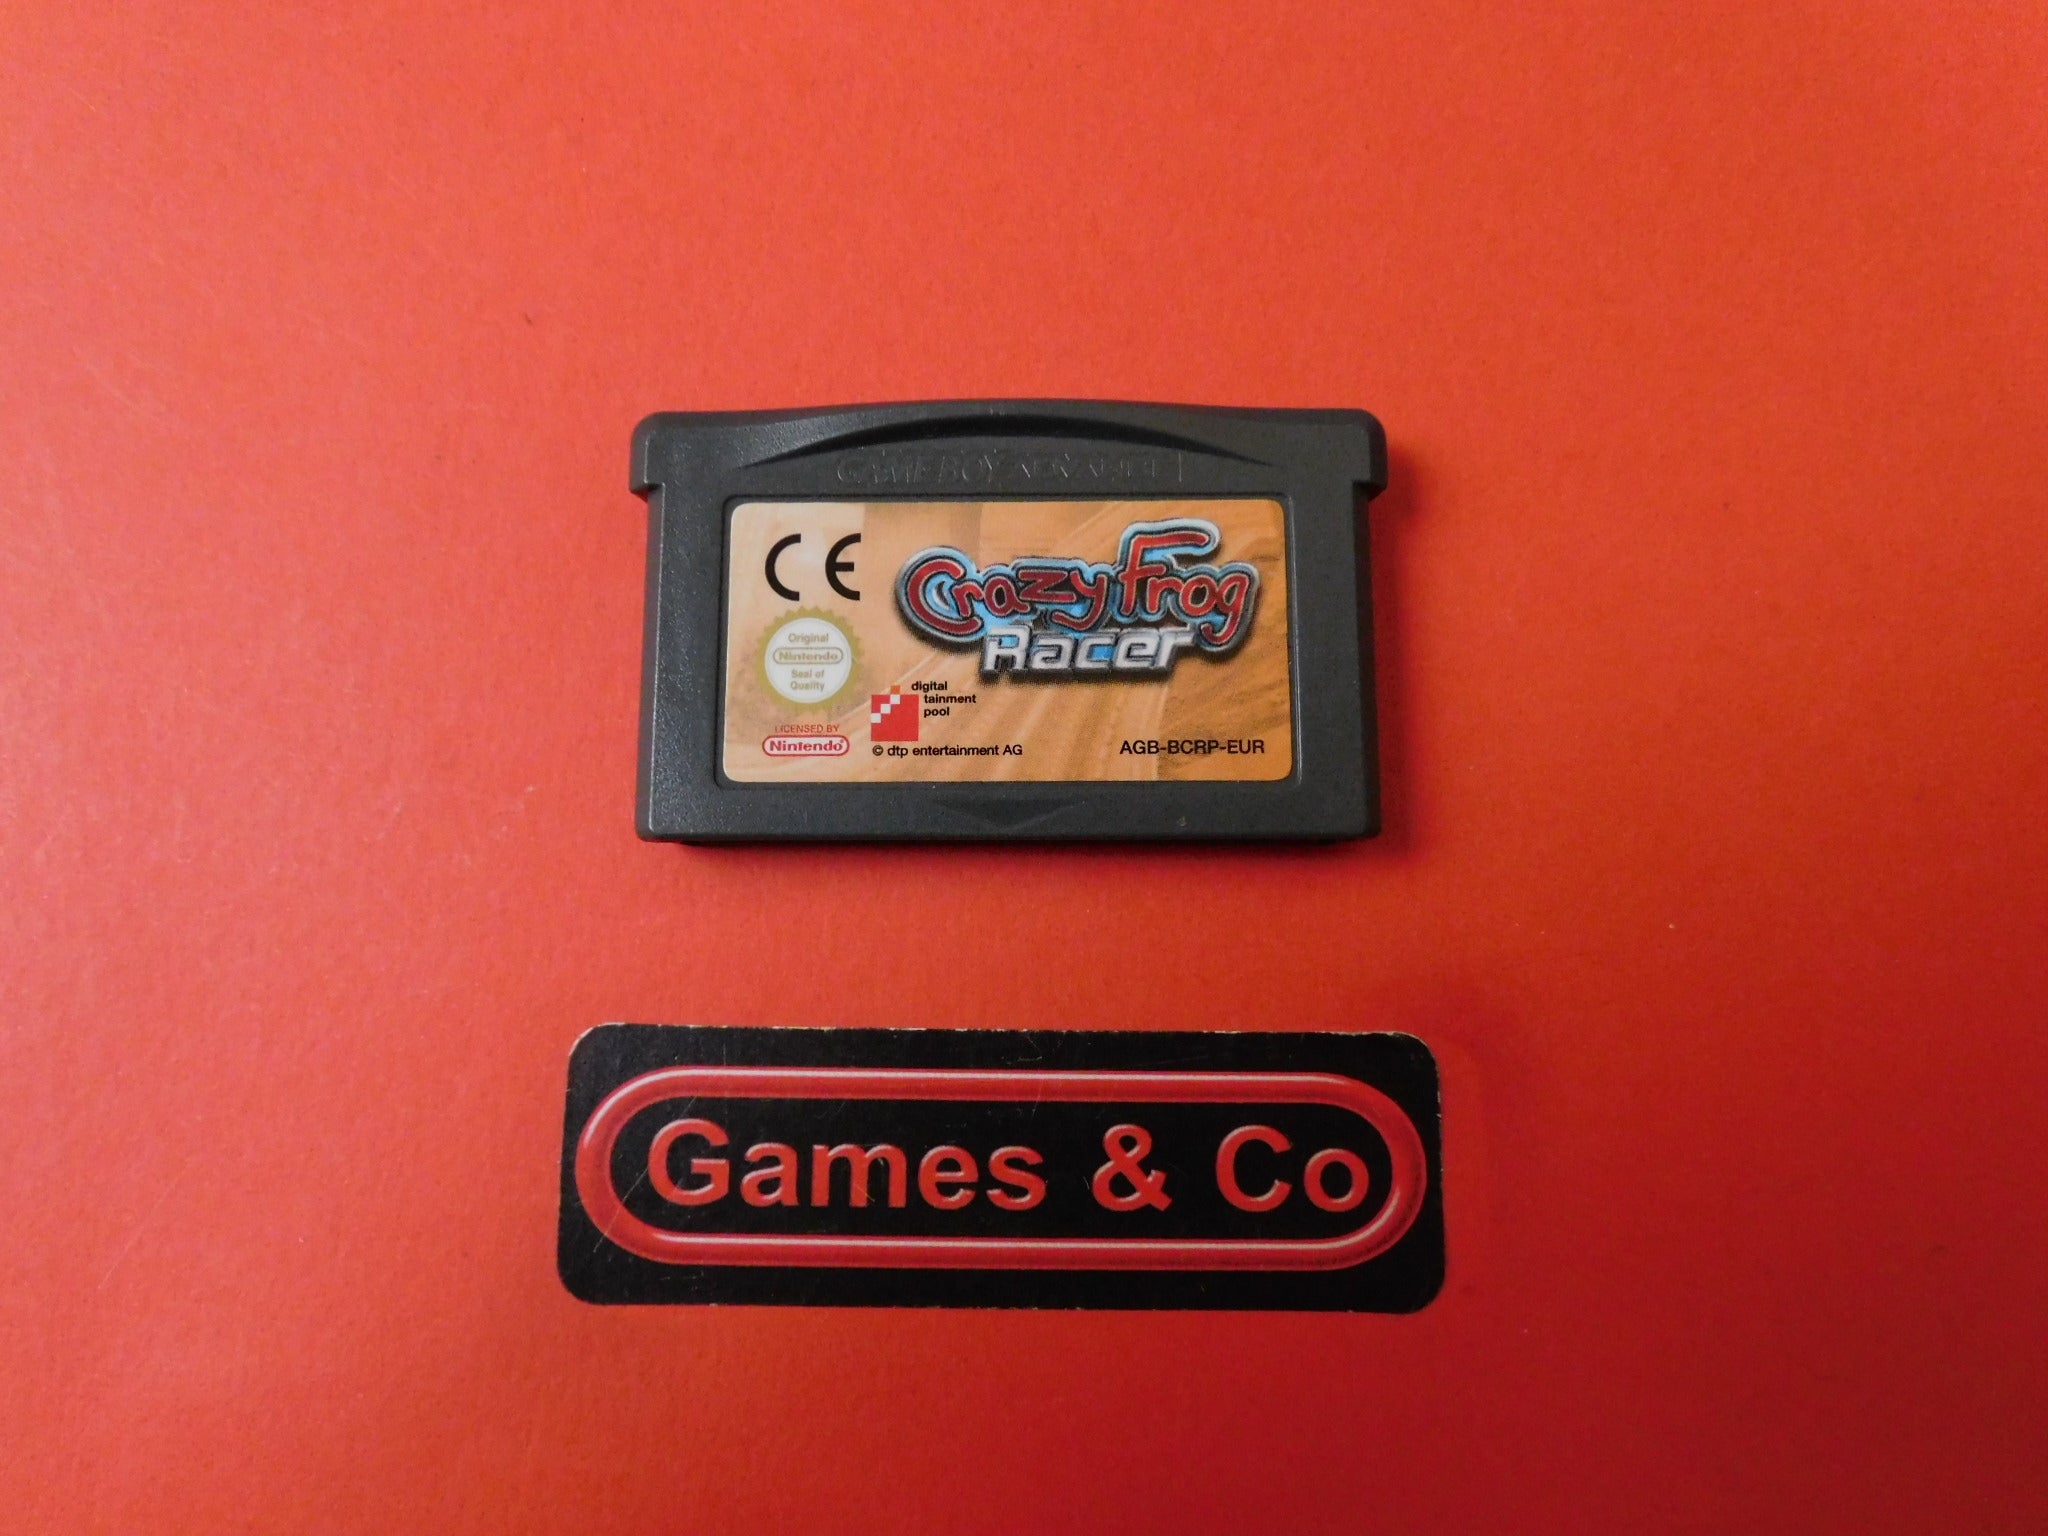 GAME BOY ADVANCE
CE
Crazy Frog
Racer
Original
Nintendo
Seal of
Quality
digital
tainment
pool
LICENSED BY
Nintendo®
© dtp entertainment AG
AGB-BCRP-EUR
Games & Co